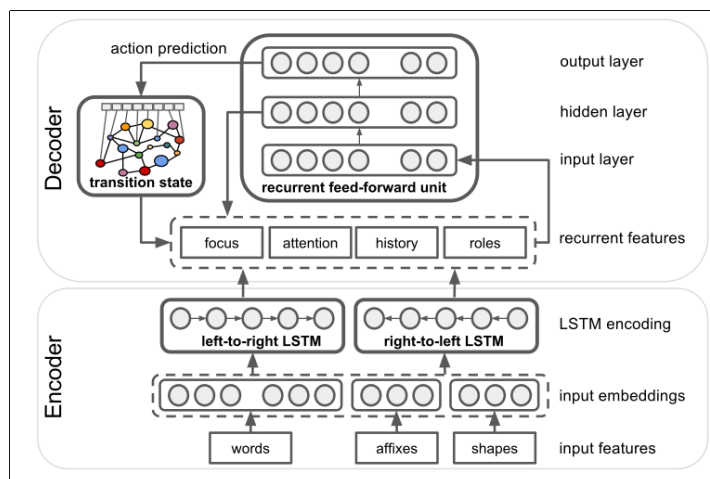 Decoder
action prediction
output layer
hidden layer
input layer
transition state
recurrent feed-forward unit
focus
attention
history
roles
recurrent features
Encoder
left-to-right LSTM
right-to-left LSTM
LSTM encoding
input embeddings
words
affixes
shapes
input features